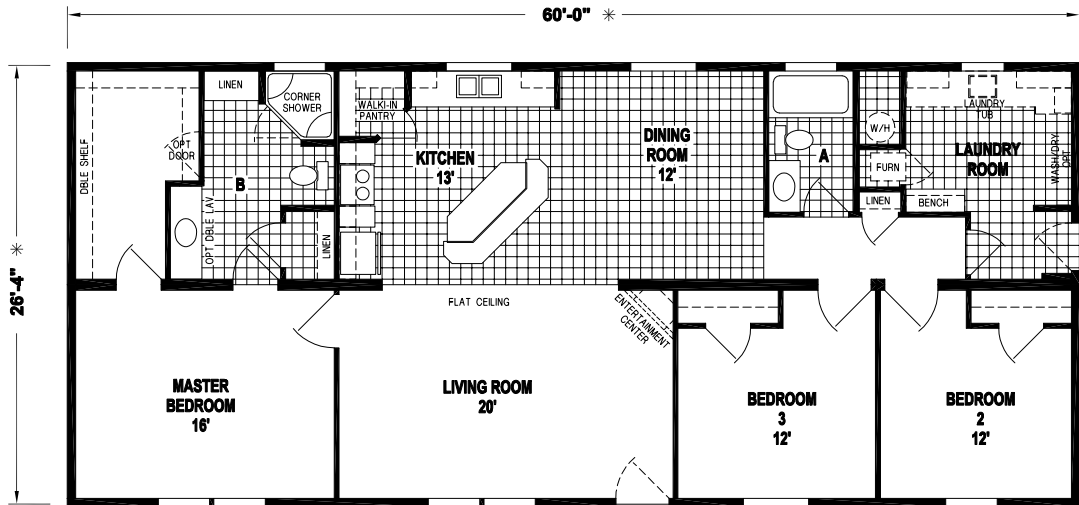 60'-0" *
26'-4" *
DBLE SHELF
OPT
DOOR
LINEN
CORNER
SHOWER
B
OPT DBLE LAV
LINEN
WALKI-IN
PANTRY
KITCHEN
13'
DINING
ROOM
12'
A
W/H
FURN
LINEN
LAUNDRY
TUB
LAUNDRY
ROOM
BENCH
WASH/DRY
OPT.
FLAT CEILING
ENTERTAINMENT
CENTER
MASTER
BEDROOM
16'
LIVING ROOM
20'
BEDROOM
3
12'
BEDROOM
2
12'